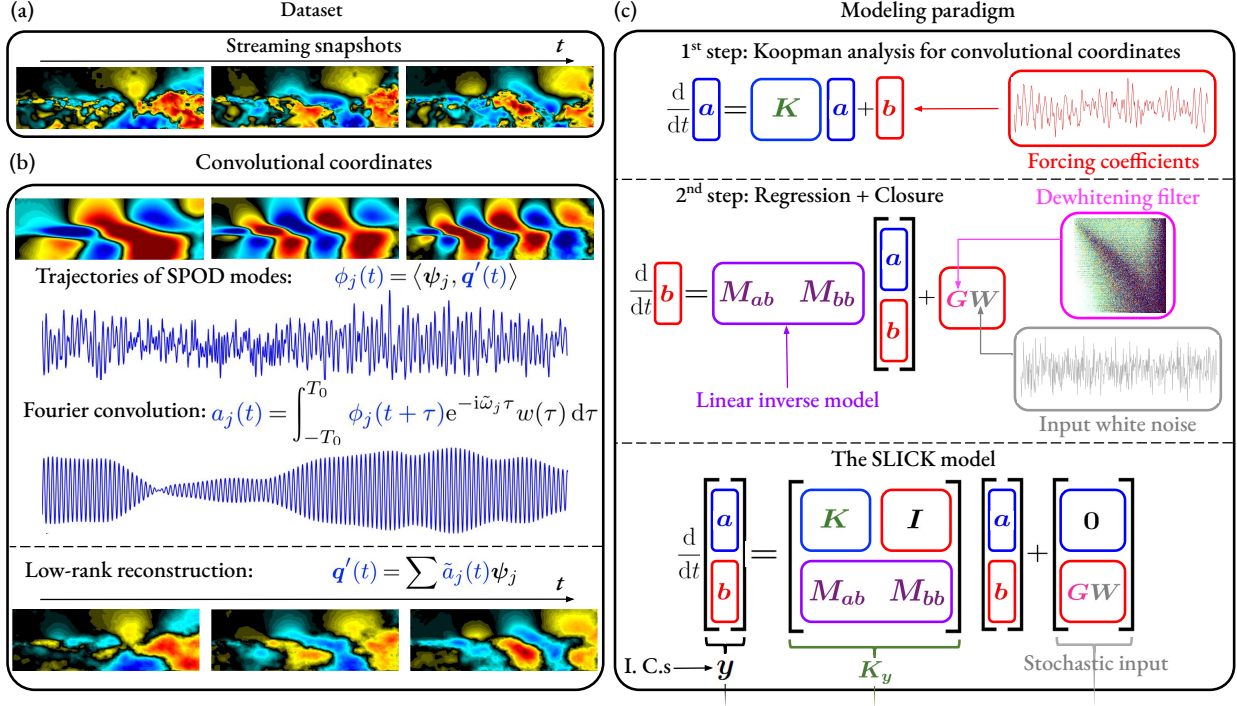 (a)
Dataset
Streaming snapshots
t
(b)
Convolutional coordinates
Trajectories of SPOD modes: ϕ_j(t) = ⟨ψ_j, q′(t)⟩
Fourier convolution: a_j(t) = ∫_{−T_0}^{T_0} ϕ_j(t + τ)e^{−iω̃_jτ} w(τ) dτ
Low-rank reconstruction: q′(t) = ∑ ã_j(t)ψ_j
t
(c)
Modeling paradigm
1st step: Koopman analysis for convolutional coordinates
d/dt a = K a + b
Forcing coefficients
2nd step: Regression + Closure
Dewhitening filter
d/dt b = M_ab M_bb [a b] + GW
Linear inverse model
Input white noise
The SLICK model
d/dt [a b] = [K I M_ab M_bb] [a b] + [0 GW]
I. C.s y
K_y
Stochastic input